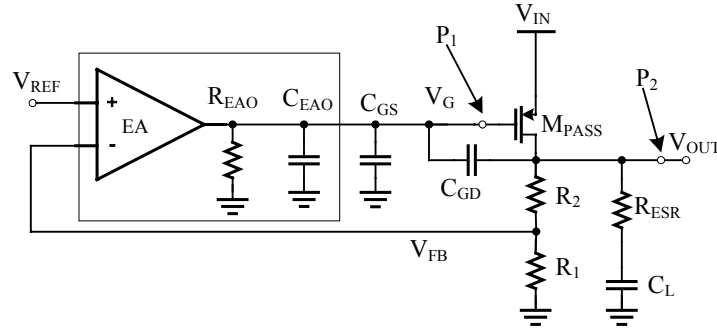 V_IN
P_1
P_2
V_REF
+
R_EAO
C_EAO
C_GS
V_G
EA
-
M_PASS
V_OUT
C_GD
R_2
R_ESR
V_FB
R_1
C_L